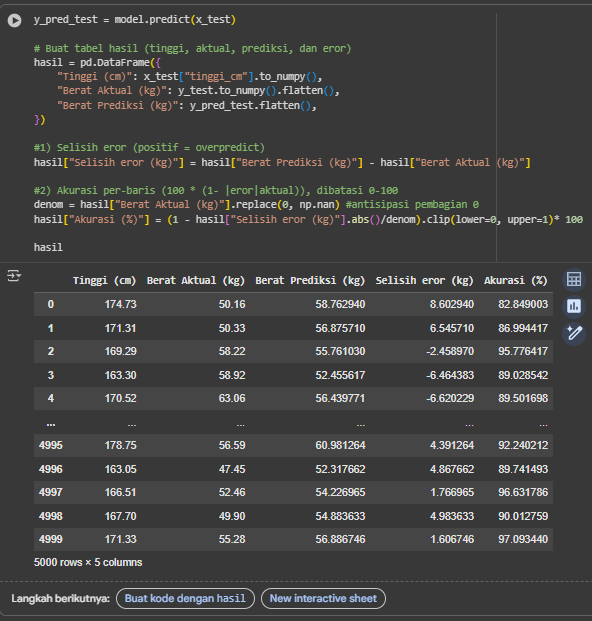 y_pred_test = model.predict(x_test)
# Buat tabel hasil (tinggi, aktual, prediksi, dan eror)
hasil = pd.DataFrame({
    "Tinggi (cm)": x_test["tinggi_cm"].to_numpy(),
    "Berat Aktual (kg)": y_test.to_numpy().flatten(),
    "Berat Prediksi (kg)": y_pred_test.flatten(),
})
#1) Selisih eror (positif = overpredict)
hasil["Selisih eror (kg)"] = hasil["Berat Prediksi (kg)"] - hasil["Berat Aktual (kg)"]
#2) Akurasi per-baris (100 * (1- |eror|aktual)), dibatasi 0-100
denom = hasil["Berat Aktual (kg)"].replace(0, np.nan) #antisipasi pembagian 0
hasil["Akurasi (%)"] = (1 - hasil["Selisih eror (kg)"].abs()/denom).clip(lower=0, upper=1)* 100
hasil
Tinggi (cm) Berat Aktual (kg) Berat Prediksi (kg) Selisih eror (kg) Akurasi (%)
0 174.73 50.16 58.762940 8.602940 82.849003
1 171.31 50.33 56.875710 6.545710 86.994417
2 169.29 58.22 55.761030 -2.458970 95.776417
3 163.30 58.92 52.455617 -6.464383 89.028542
4 170.52 63.06 56.439771 -6.620229 89.501698
... ... ... ... ... ...
4995 178.75 56.59 60.981264 4.391264 92.240212
4996 163.05 47.45 52.317662 4.867662 89.741493
4997 166.51 52.46 54.226965 1.766965 96.631786
4998 167.70 49.90 54.883633 4.983633 90.012759
4999 171.33 55.28 56.886746 1.606746 97.093440
5000 rows × 5 columns
Langkah berikutnya: Buat kode dengan hasil New interactive sheet